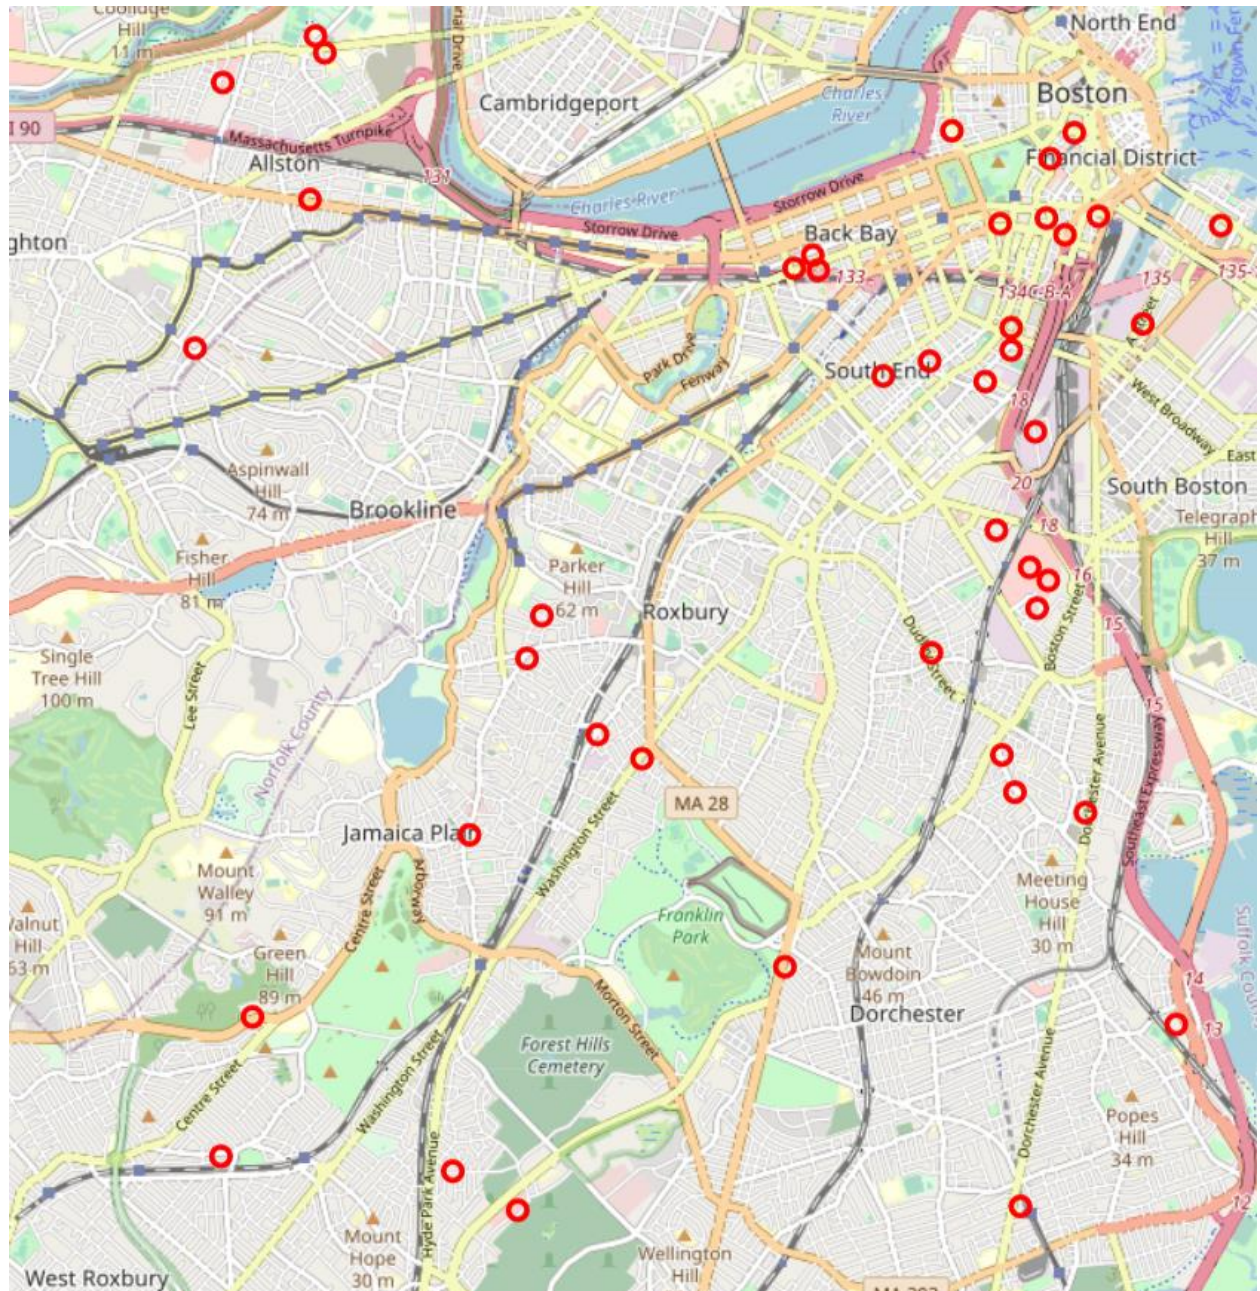 Coolidge
Hill
11 m
North End
Cambridgeport
Charles
River
Boston
I 90
Massachusetts Turnpike
Allston
131
Financial District
Storrow Drive
Charles River
Storrow Drive
Back Bay
ghton
133
135
135-
134C-B-A
A Street
Park Drive
Fenway
South End
18
West Broadway
Aspinwall
Hill
74 m
East
20
South Boston
Brookline
18
Telegraph
Hill
37 m
Fisher
Hill
81 m
Parker
Hill
62 m
16
Roxbury
Dudley Street
Boston Street
15
Single
Tree Hill
100 m
Lee Street
Norfolk County
15
MA 28
Dorchester Avenue
Southeast Expressway
Jamaica Plain
Washington Street
Mount
Walley
91 m
Arborway
Centre Street
Meeting
House
Hill
30 m
Franklin
Park
Walnut
Hill
63 m
Green
Hill
89 m
Mount
Bowdoin
46 m
14
Morton Street
Dorchester
13
Forest Hills
Cemetery
Centre Street
Washington Street
Dorchester Avenue
Popes
Hill
34 m
Hyde Park Avenue
12
Mount
Hope
30 m
Wellington
Hill
West Roxbury
MA 203